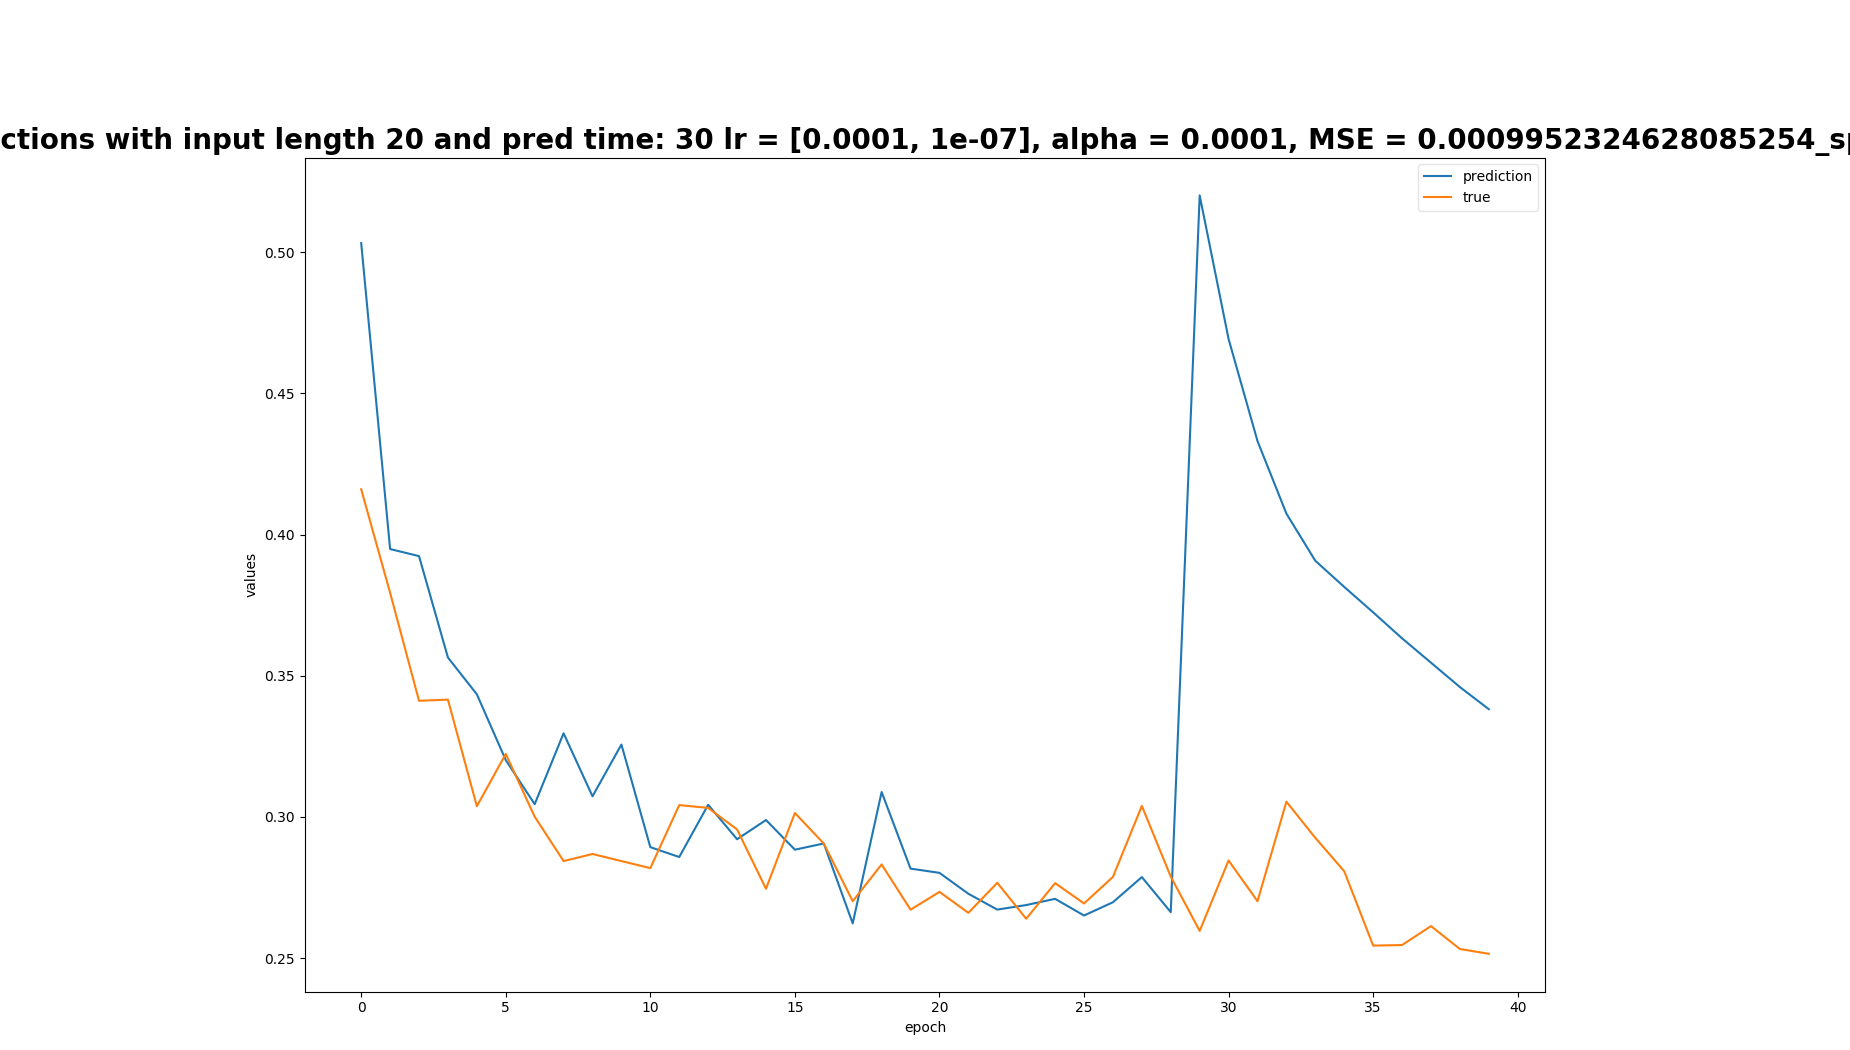 ctions with input length 20 and pred time: 30 lr = [0.0001, 1e-07], alpha = 0.0001, MSE = 0.0009952324628085254_sp
prediction
true
0.50
0.45
0.40
0.35
0.30
0.25
values
0 5 10 15 20 25 30 35 40
epoch